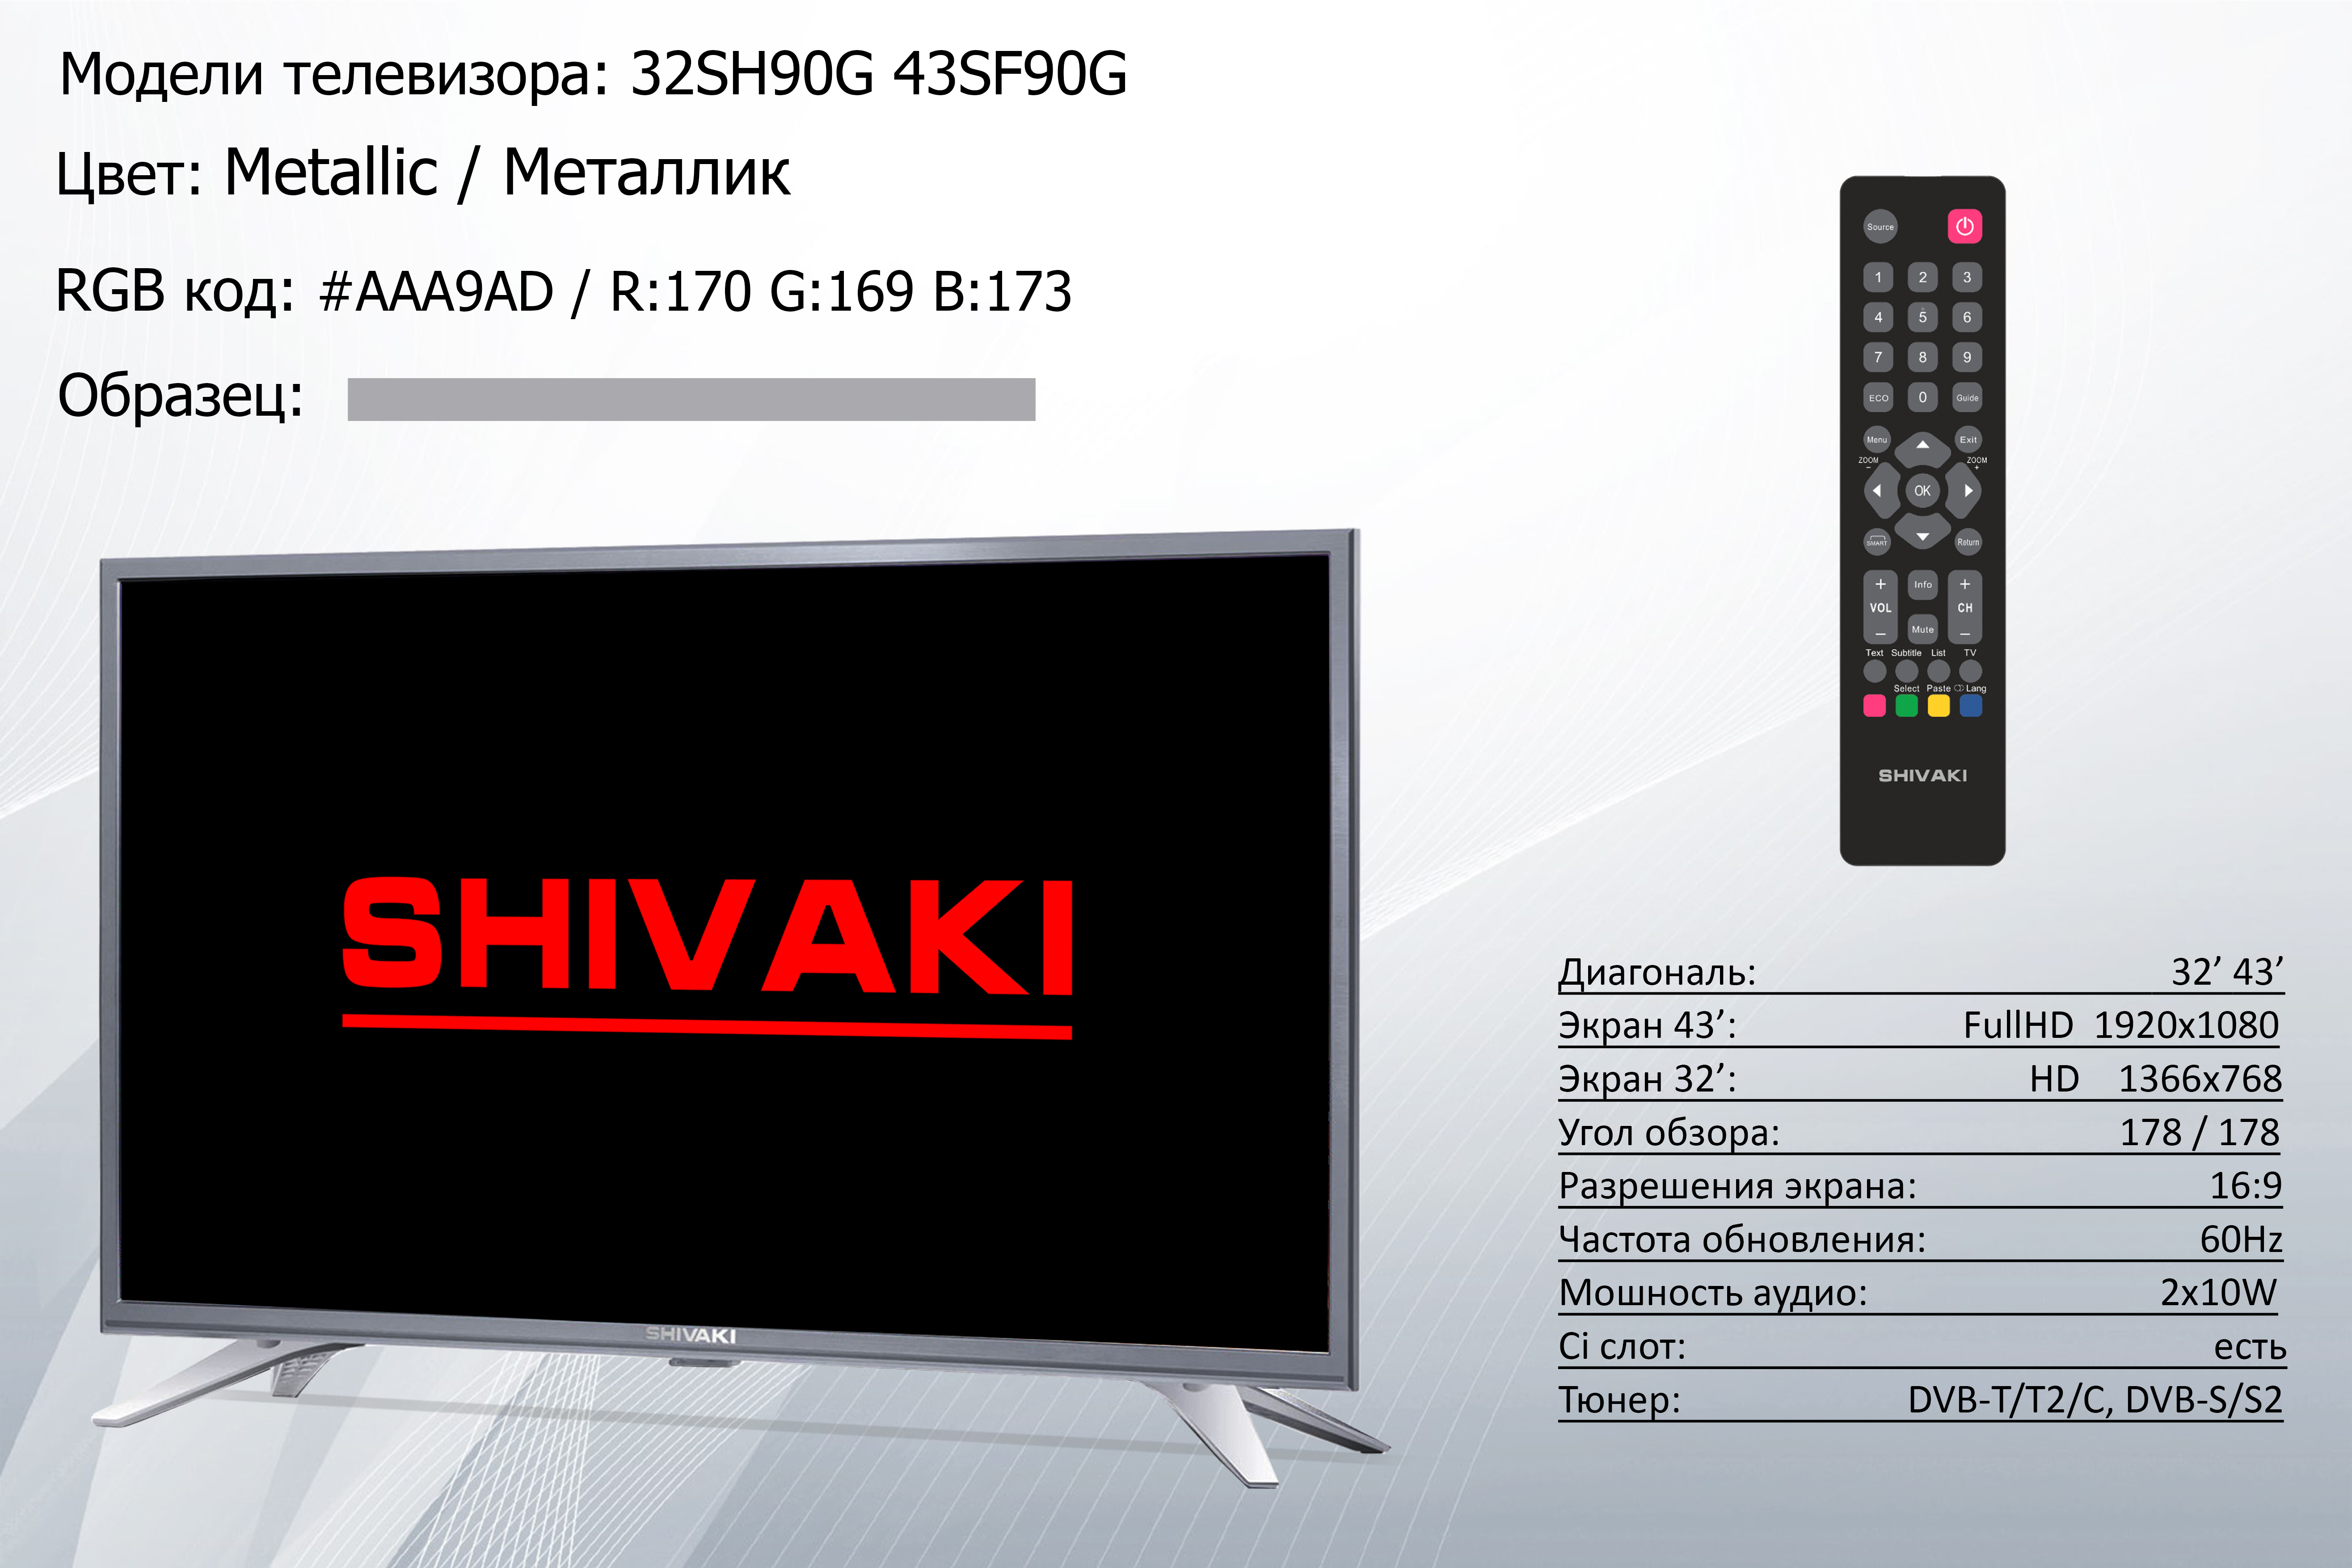 Модели телевизора: 32SH90G 43SF90G
Цвет: Metallic / Металлик
RGB код: #AAA9AD / R:170 G:169 B:173
Образец:
SHIVAKI
SHIVAKI
Source
1 2 3
4 5 6
7 8 9
ECO 0 Guide
Menu Exit
ZOOM − ZOOM +
OK
SMART Return
+ Info +
VOL CH
− Mute −
Text Subtitle List TV
Select Paste Lang
SHIVAKI
Диагональ: 32’ 43’
Экран 43’: FullHD 1920x1080
Экран 32’: HD 1366x768
Угол обзора: 178 / 178
Разрешения экрана: 16:9
Частота обновления: 60Hz
Мошность аудио: 2x10W
Ci слот: есть
Тюнер: DVB-T/T2/C, DVB-S/S2